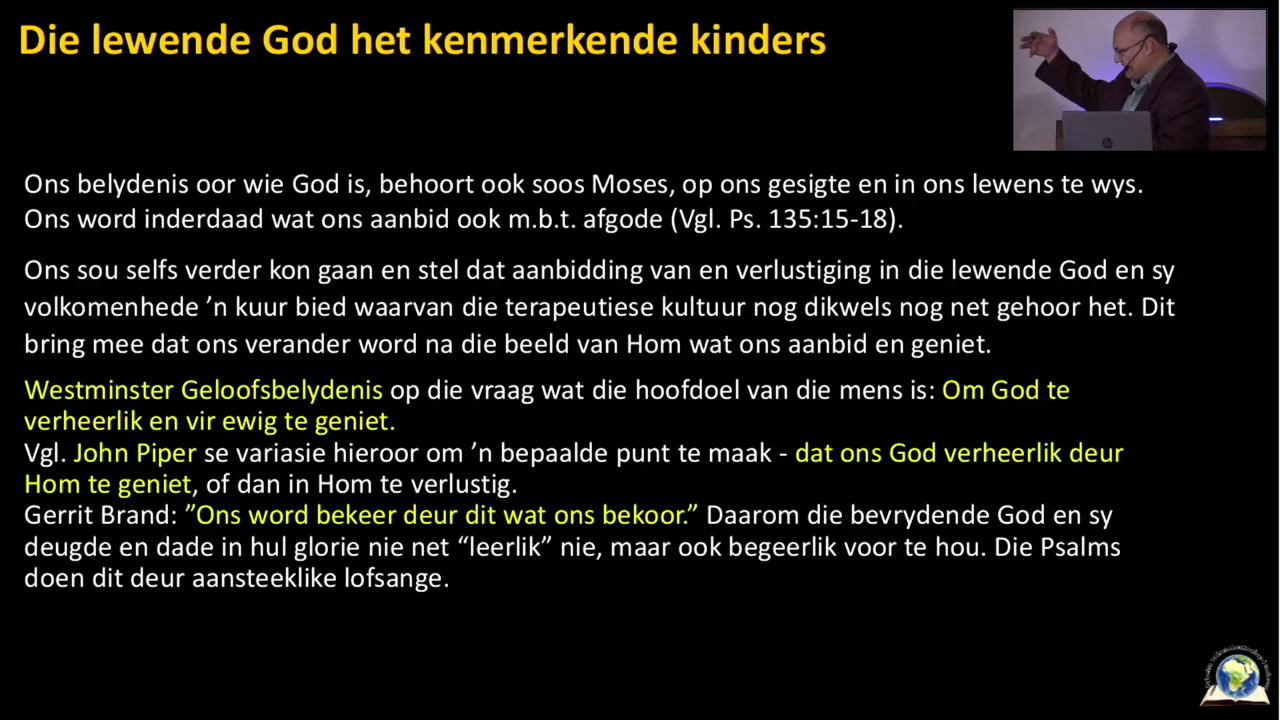 Die lewende God het kenmerkende kinders
Ons belydenis oor wie God is, behoort ook soos Moses, op ons gesigte en in ons lewens te wys.
Ons word inderdaad wat ons aanbid ook m.b.t. afgode (Vgl. Ps. 135:15-18).
Ons sou selfs verder kon gaan en stel dat aanbidding van en verlustiging in die lewende God en sy
volkomenhede ’n kuur bied waarvan die terapeutiese kultuur nog dikwels nog net gehoor het. Dit
bring mee dat ons verander word na die beeld van Hom wat ons aanbid en geniet.
Westminster Geloofsbelydenis op die vraag wat die hoofdoel van die mens is: Om God te
verheerlik en vir ewig te geniet.
Vgl. John Piper se variasie hieroor om ’n bepaalde punt te maak - dat ons God verheerlik deur
Hom te geniet, of dan in Hom te verlustig.
Gerrit Brand: ”Ons word bekeer deur dit wat ons bekoor.” Daarom die bevrydende God en sy
deugde en dade in hul glorie nie net “leerlik” nie, maar ook begeerlik voor te hou. Die Psalms
doen dit deur aansteeklike lofsange.